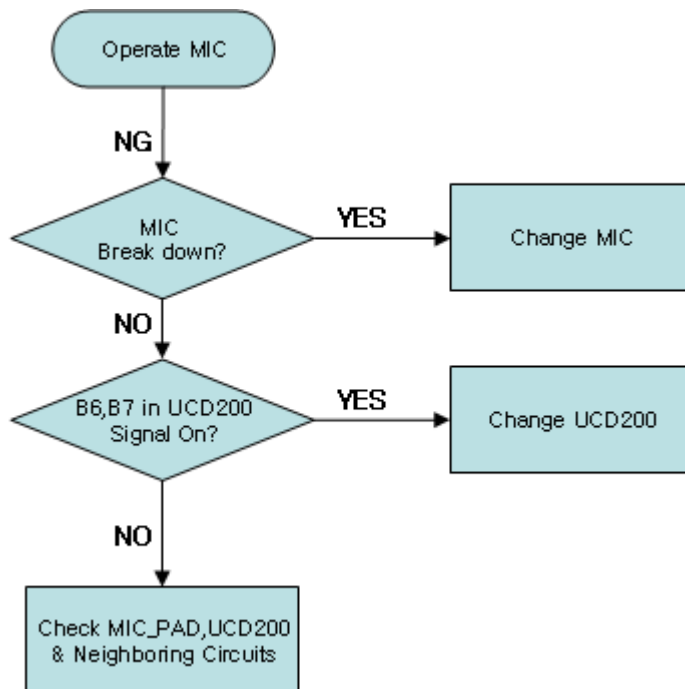 Operate MIC
NG
MIC
Break down?
YES
Change MIC
NO
B6,B7 in UCD200
Signal On?
YES
Change UCD200
NO
Check MIC_PAD,UCD200
& Neighboring Circuits